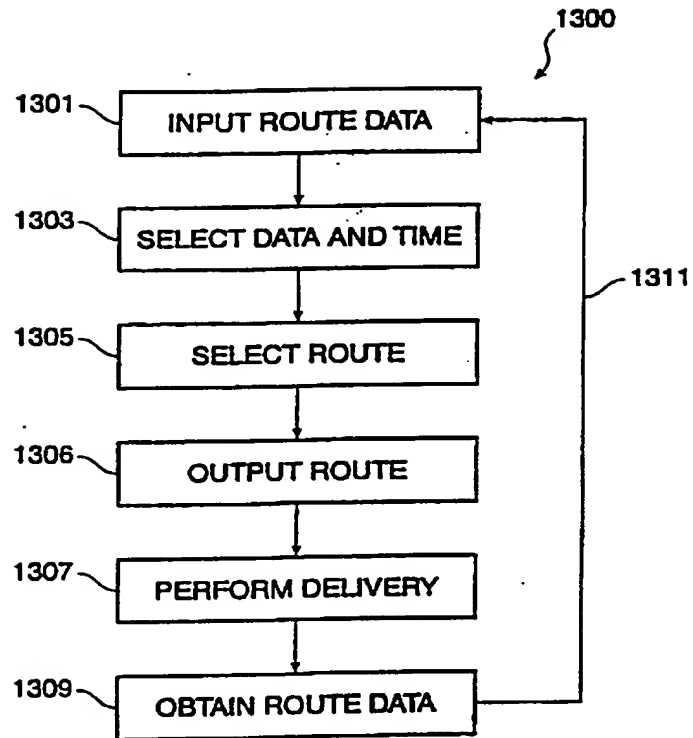 1300
1301 INPUT ROUTE DATA
1303 SELECT DATA AND TIME
1311
1305 SELECT ROUTE
1306 OUTPUT ROUTE
1307 PERFORM DELIVERY
1309 OBTAIN ROUTE DATA